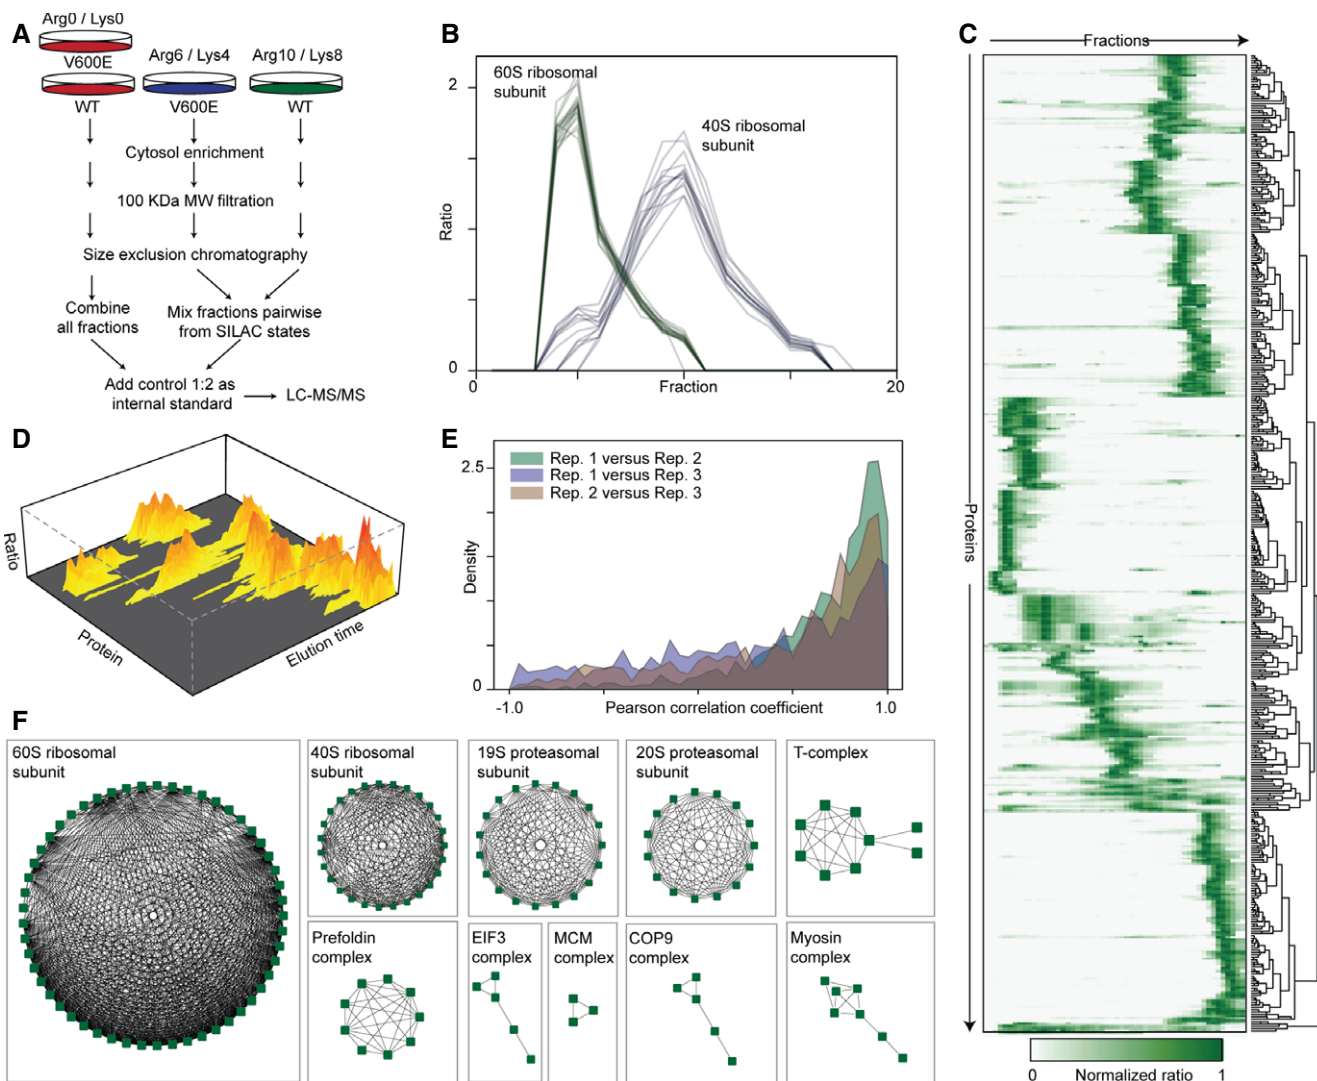 A
Arg0 / Lys0
V600E
Arg6 / Lys4
Arg10 / Lys8
WT
V600E
WT
Cytosol enrichment
100 KDa MW filtration
Size exclusion chromatography
Combine
all fractions
Mix fractions pairwise
from SILAC states
Add control 1:2 as
internal standard
LC-MS/MS
B
60S ribosomal
subunit
40S ribosomal
subunit
2
Ratio
0
0
Fraction
20
C
Fractions
Proteins
0
Normalized ratio
1
D
Ratio
Protein
Elution time
E
Rep. 1 versus Rep. 2
Rep. 1 versus Rep. 3
Rep. 2 versus Rep. 3
2.5
Density
0
-1.0
Pearson correlation coefficient
1.0
F
60S ribosomal
subunit
40S ribosomal
subunit
19S proteasomal
subunit
20S proteasomal
subunit
T-complex
Prefoldin
complex
EIF3
complex
MCM
complex
COP9
complex
Myosin
complex